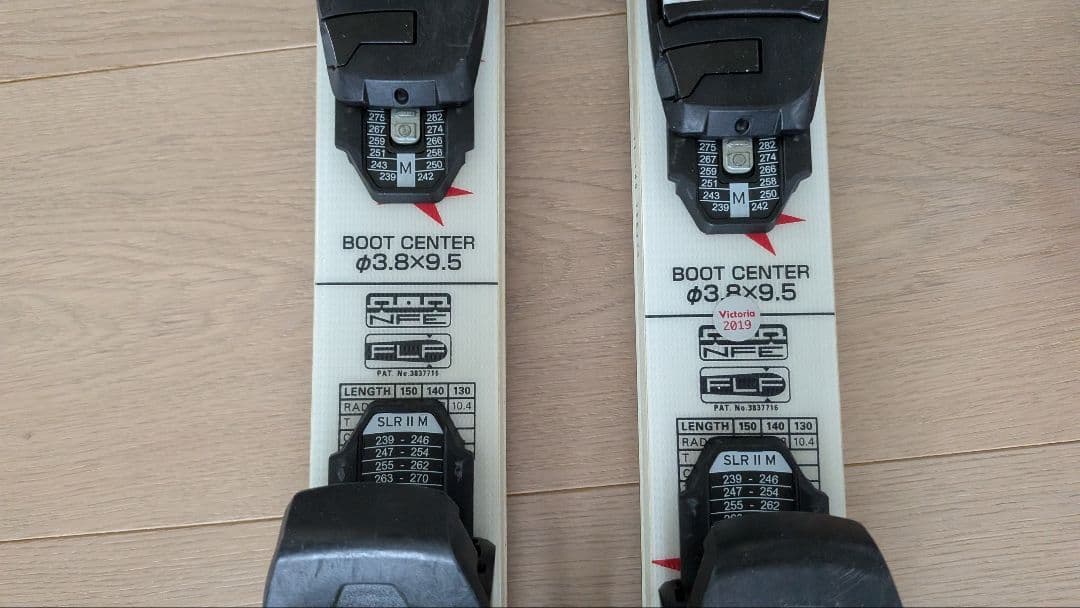 275 282
267 274
259 266
251 258
243 M 250
239 242
BOOT CENTER
φ3.8×9.5
NFE
FLF
PAT. No.3837716
LENGTH 150 140 130
RAD 10.4
T
C
SLR II M
239 - 246
247 - 254
255 - 262
263 - 270
275 282
267 274
259 266
251 258
243 M 250
239 242
BOOT CENTER
φ3.8×9.5
Victoria
2019
NFE
FLF
PAT. No.3837716
LENGTH 150 140 130
RAD 10.4
T
C
SLR II M
239 - 246
247 - 254
255 - 262